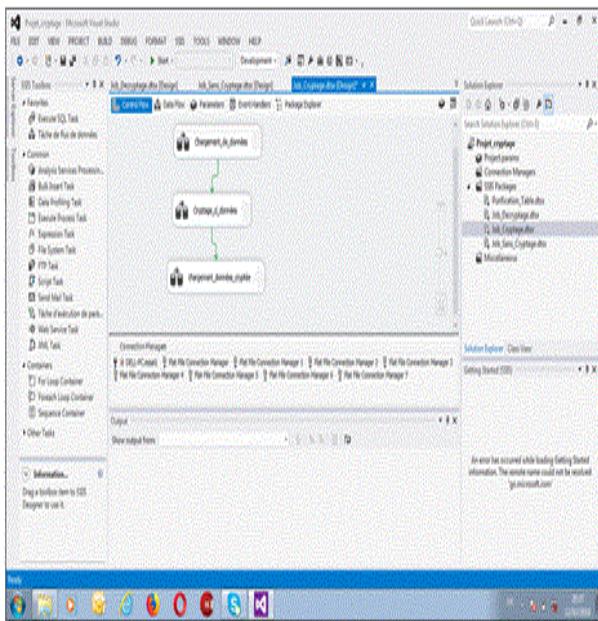 Projet_cryptage - Microsoft Visual Studio
Quick Launch (Ctrl+Q)
FILE EDIT VIEW PROJECT BUILD DEBUG FORMAT SSIS TOOLS WINDOW HELP
Start
Development
SSIS Toolbox
Job_Decryptage.dtsx [Design]
Job_Sans_Cryptage.dtsx [Design]
Job_Cryptage.dtsx [Design]*
Solution Explorer
Control Flow
Data Flow
Parameters
Event Handlers
Package Explorer
Search Solution Explorer (Ctrl+$)
Server Explorer
Toolbox
Favorites
Execute SQL Task
Tâche de flux de données
Common
Analysis Services Processin...
Bulk Insert Task
Data Profiling Task
Execute Process Task
Expression Task
File System Task
FTP Task
Script Task
Send Mail Task
Tâche d'exécution de pack...
Web Service Task
XML Task
Containers
For Loop Container
Foreach Loop Container
Sequence Container
Other Tasks
Information...
Drag a toolbox item to SSIS
Designer to use it.
Chargement_de_données
Cryptage_d_données
chargement_données_cryptée
Connection Managers
Flat File Connection Manager
Flat File Connection Manager 1
Flat File Connection Manager 2
Flat File Connection Manager 3
Flat File Connection Manager 4
Flat File Connection Manager 5
Flat File Connection Manager 6
Flat File Connection Manager 7
Output
Show output from:
Projet_cryptage
Project.params
Connection Managers
SSIS Packages
Purification_Table.dtsx
Job_Decryptage.dtsx
Job_Cryptage.dtsx
Job_Sans_Cryptage.dtsx
Miscellaneous
Solution Explorer
Class View
Getting Started (SSIS)
An error has occurred while loading Getting Started
information. The remote name could not be resolved:
'go.microsoft.com'
Ready